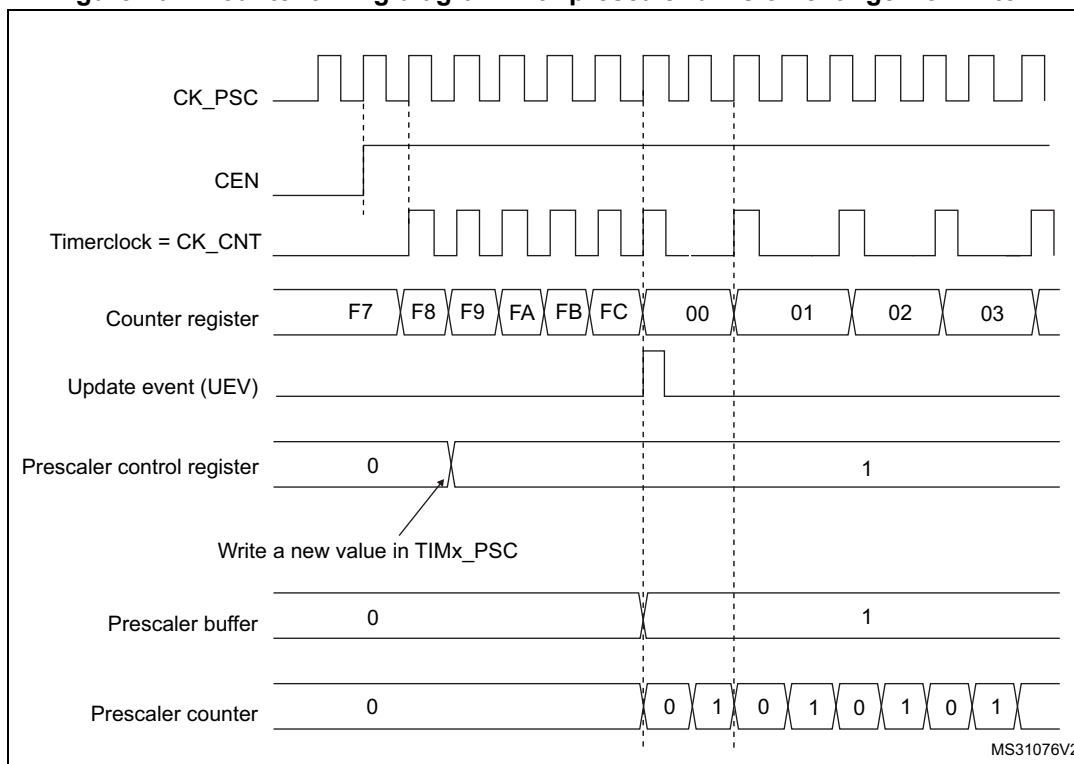 CK_PSC
CEN
Timerclock = CK_CNT
Counter register F7 F8 F9 FA FB FC 00 01 02 03
Update event (UEV)
Prescaler control register 0 1
Write a new value in TIMx_PSC
Prescaler buffer 0 1
Prescaler counter 0 0 1 0 1 0 1 0 1
MS31076V2